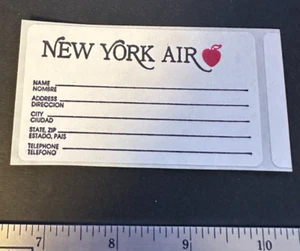 NEW YORK AIR
NAME
NOMBRE
ADDRESS
DIRECCION
CITY
CIUDAD
STATE, ZIP
ESTADO, PAIS
TELEPHONE
TELEFONO
7 8 9 10